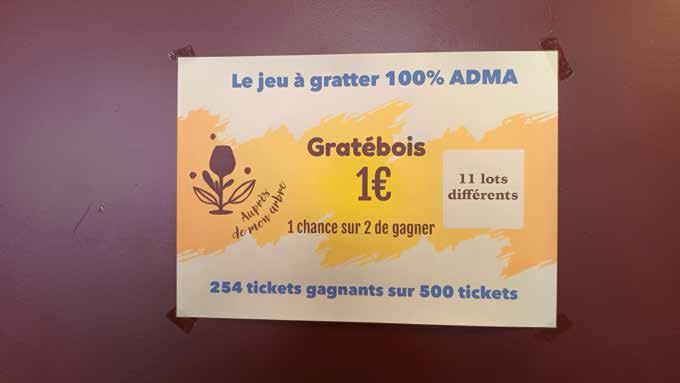 Le jeu à gratter 100% ADMA
Gratébois
1€
1 chance sur 2 de gagner
Auprès
de mon arbre
11 lots
différents
254 tickets gagnants sur 500 tickets